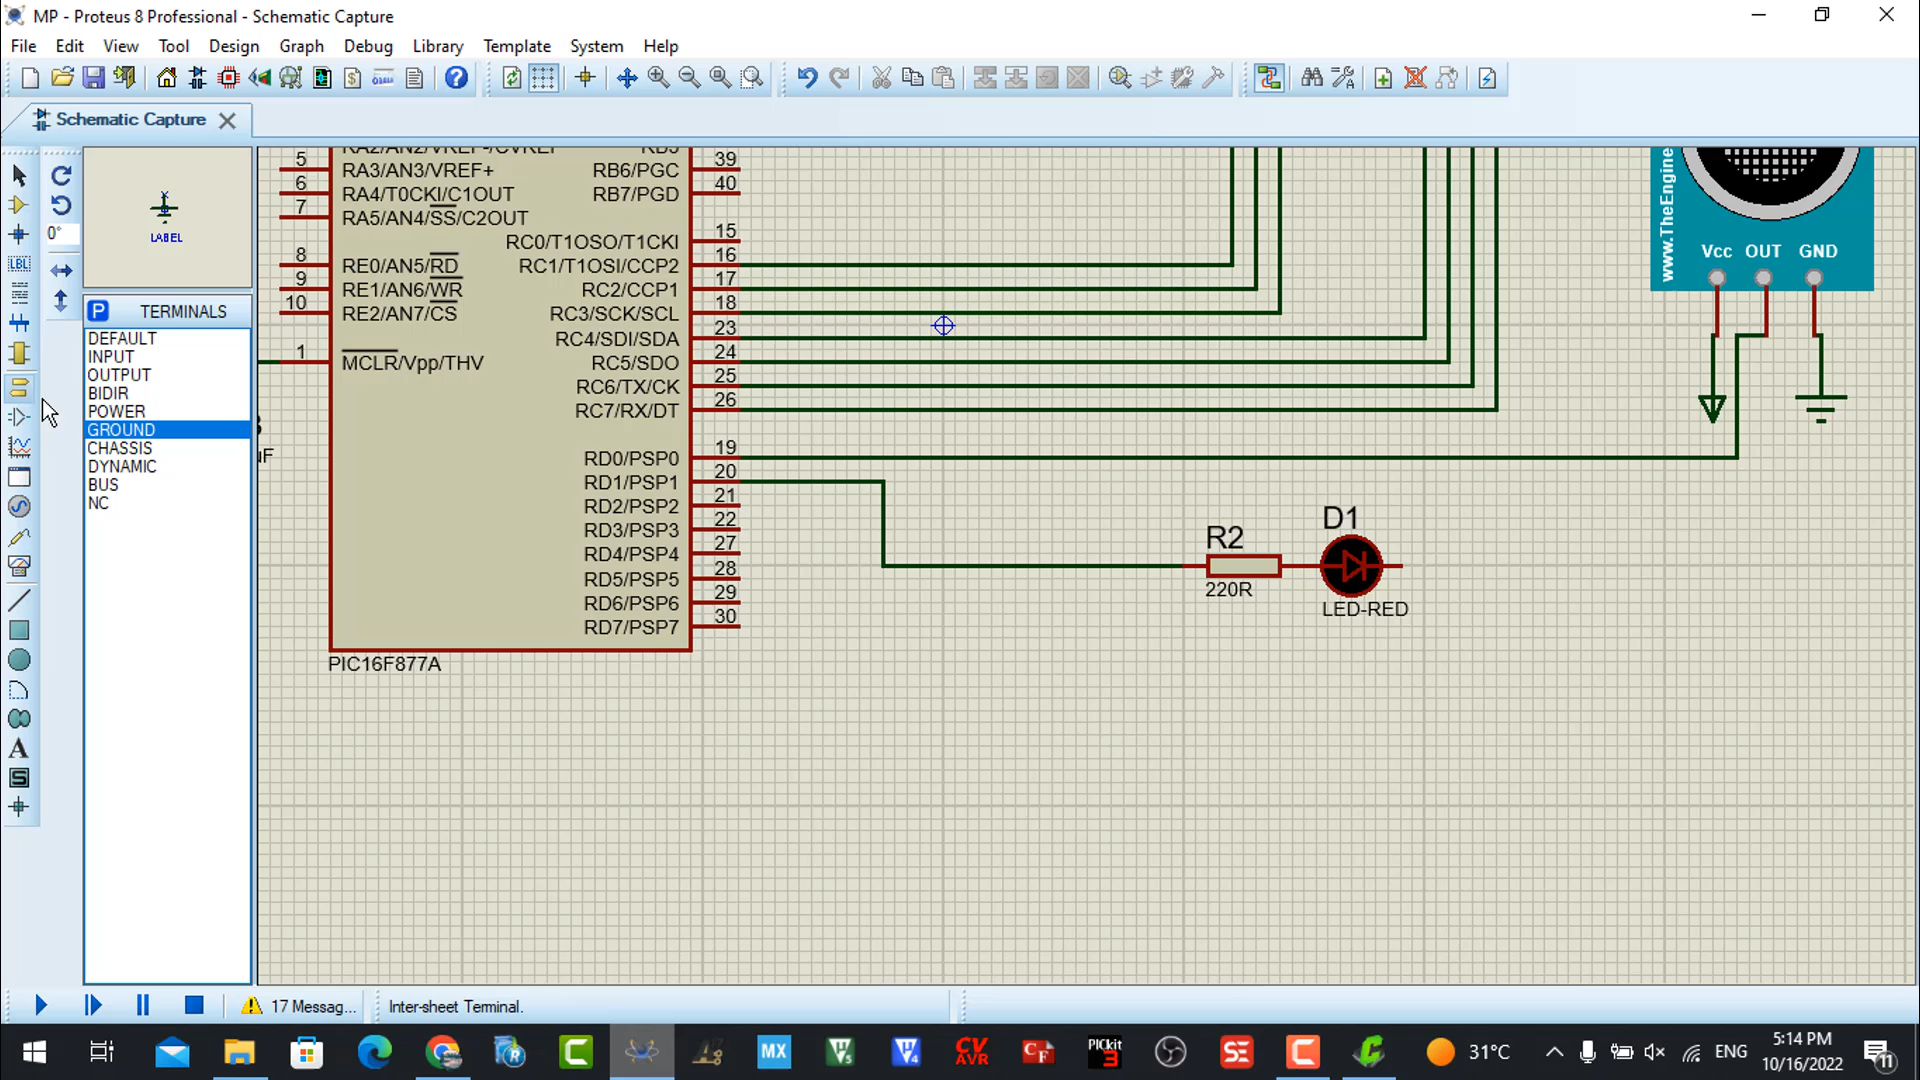 MP - Proteus 8 Professional - Schematic Capture
File Edit View Tool Design Graph Debug Library Template System Help
Schematic Capture
0°
LBL
LABEL
P TERMINALS
DEFAULT
INPUT
OUTPUT
BIDIR
POWER
GROUND
CHASSIS
DYNAMIC
BUS
NC
A
S
5 RA3/AN3/VREF+
6 RA4/T0CKI/C1OUT
7 RA5/AN4/SS/C2OUT
8 RE0/AN5/RD
9 RE1/AN6/WR
10 RE2/AN7/CS
1 MCLR/Vpp/THV
RB6/PGC 39
RB7/PGD 40
RC0/T1OSO/T1CKI 15
RC1/T1OSI/CCP2 16
RC2/CCP1 17
RC3/SCK/SCL 18
RC4/SDI/SDA 23
RC5/SDO 24
RC6/TX/CK 25
RC7/RX/DT 26
RD0/PSP0 19
RD1/PSP1 20
RD2/PSP2 21
RD3/PSP3 22
RD4/PSP4 27
RD5/PSP5 28
RD6/PSP6 29
RD7/PSP7 30
PIC16F877A
R2
220R
D1
LED-RED
www.TheEngine
Vcc OUT GND
17 Messag... Inter-sheet Terminal.
MX
CV
AVR
CF
PICkit
3
SE
31°C
ENG
5:14 PM
10/16/2022
11